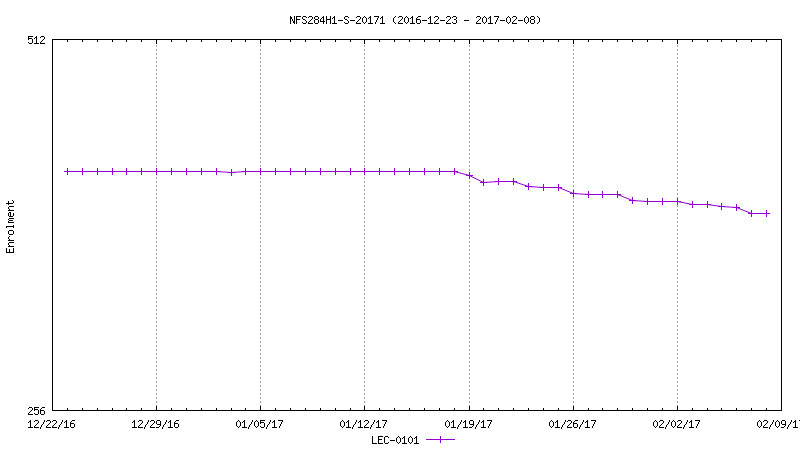 NFS284H1-S-20171 (2016-12-23 - 2017-02-08)
512
Enrolment
256
12/22/16 12/29/16 01/05/17 01/12/17 01/19/17 01/26/17 02/02/17 02/09/1
LEC-0101